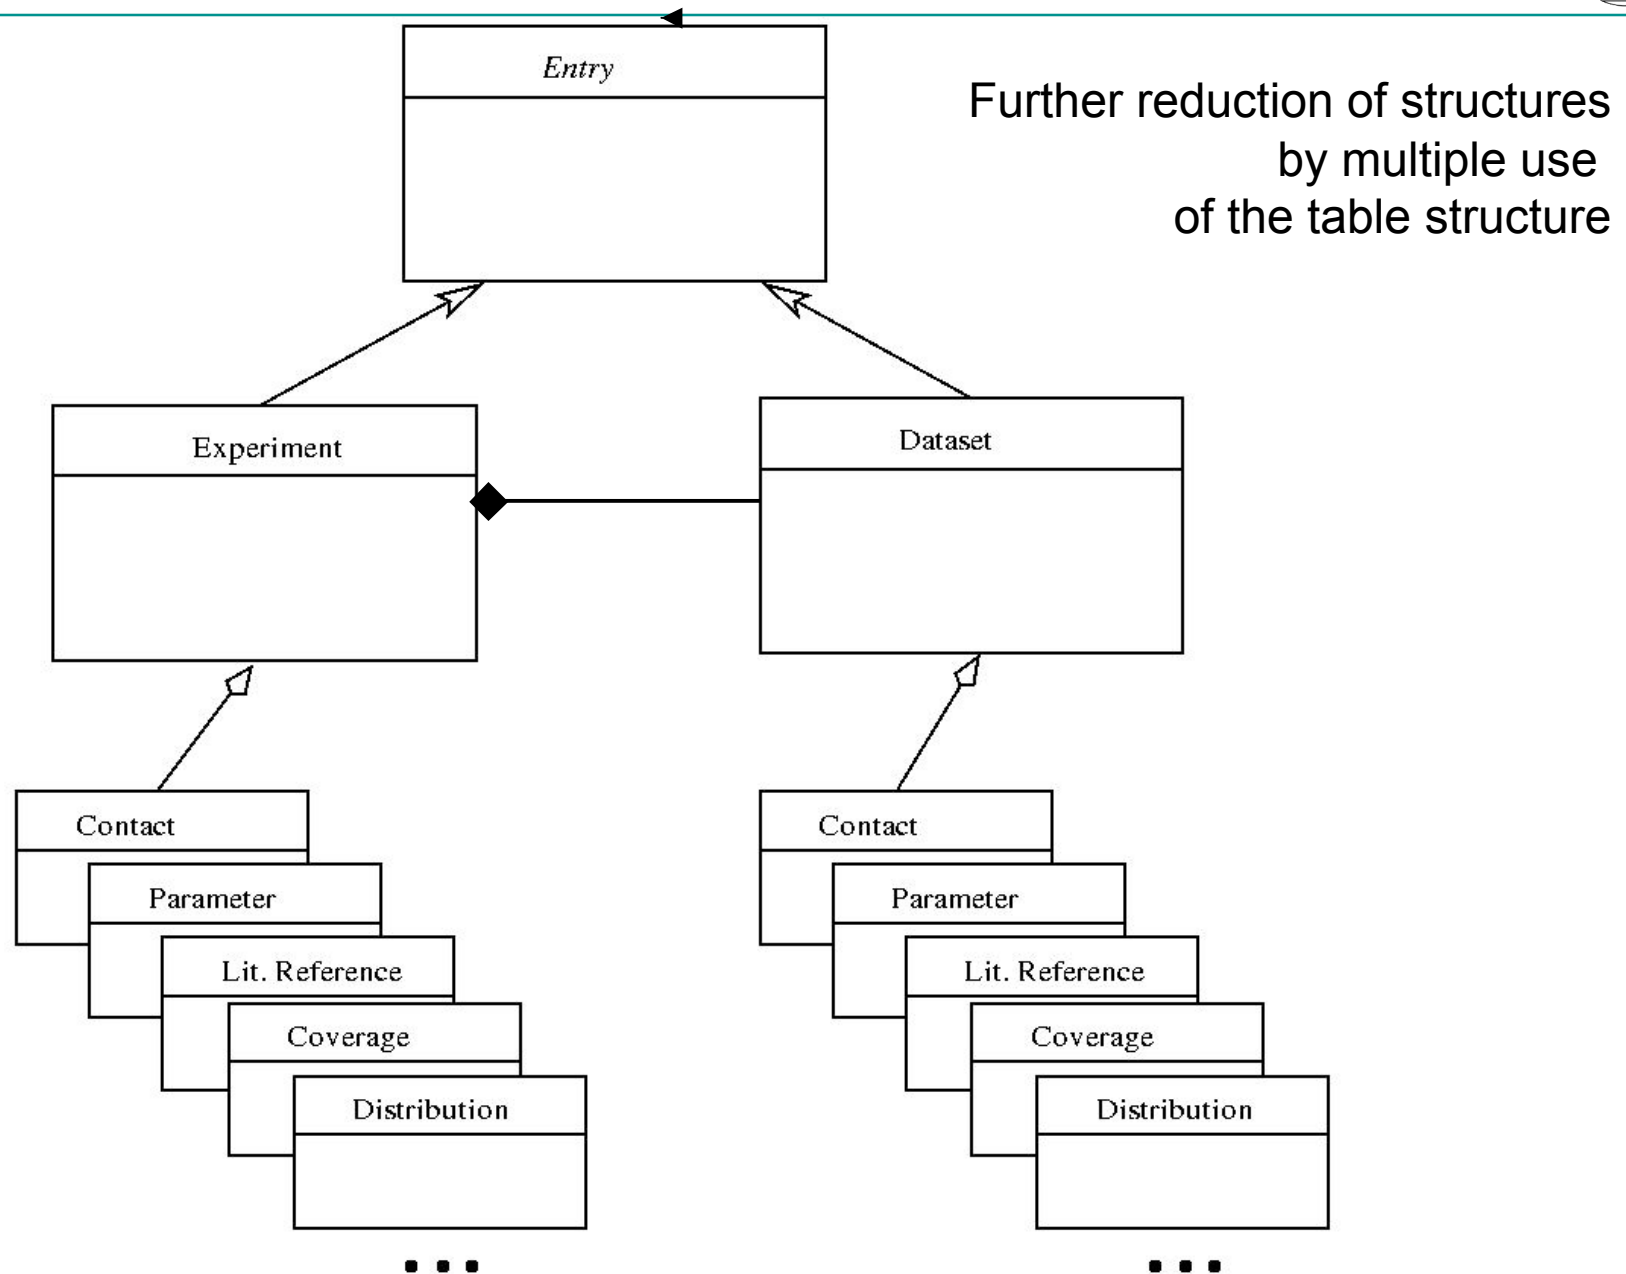 Entry
Further reduction of structures
by multiple use
of the table structure
Experiment
Dataset
Contact
Parameter
Lit. Reference
Coverage
Distribution
...
Contact
Parameter
Lit. Reference
Coverage
Distribution
...